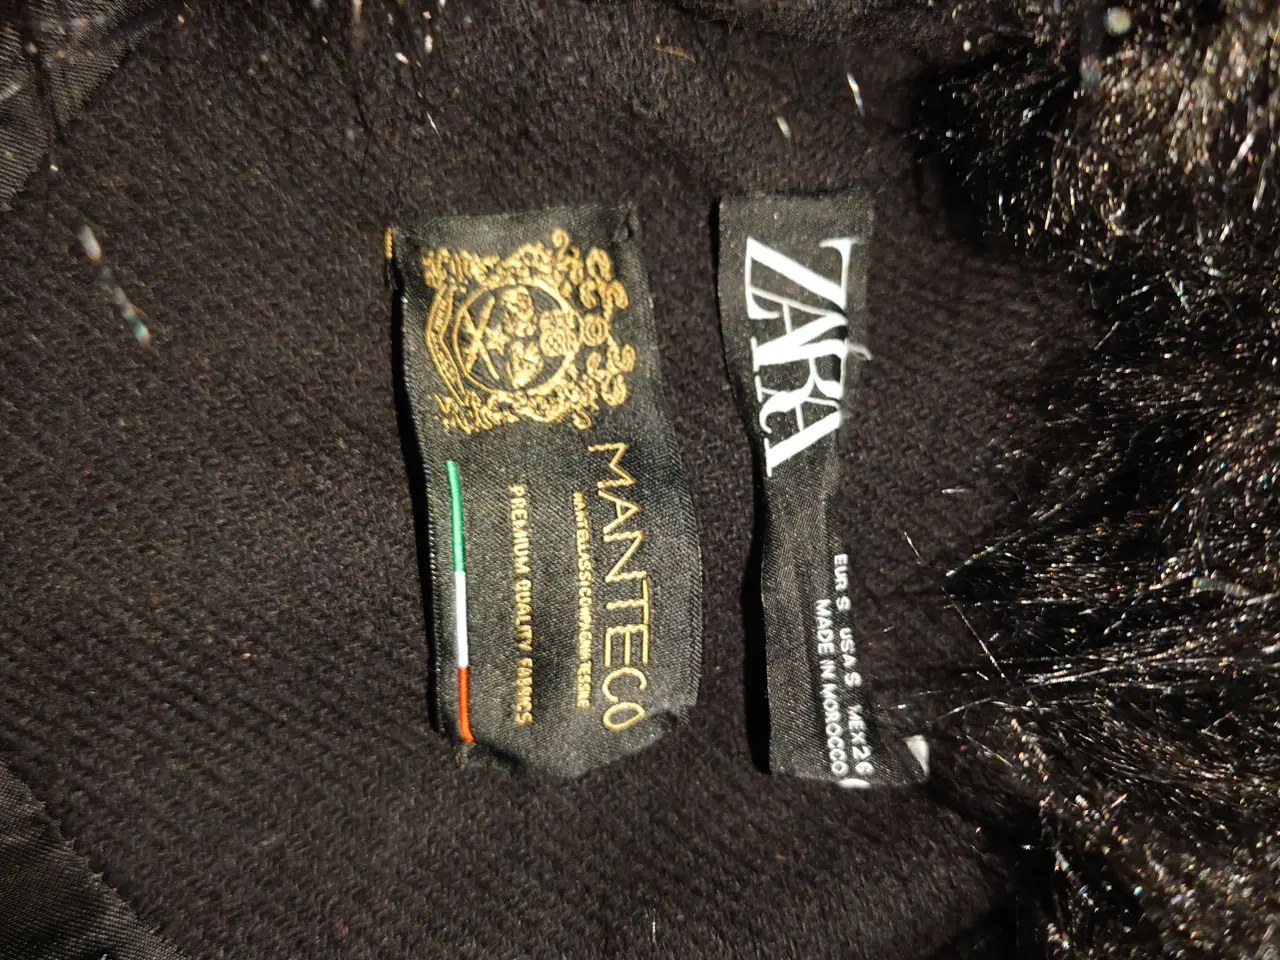 ZARA
EUR S USA S MEX 26
MADE IN MOROCCO
MANTECO
PREMIUM QUALITY FABRICS